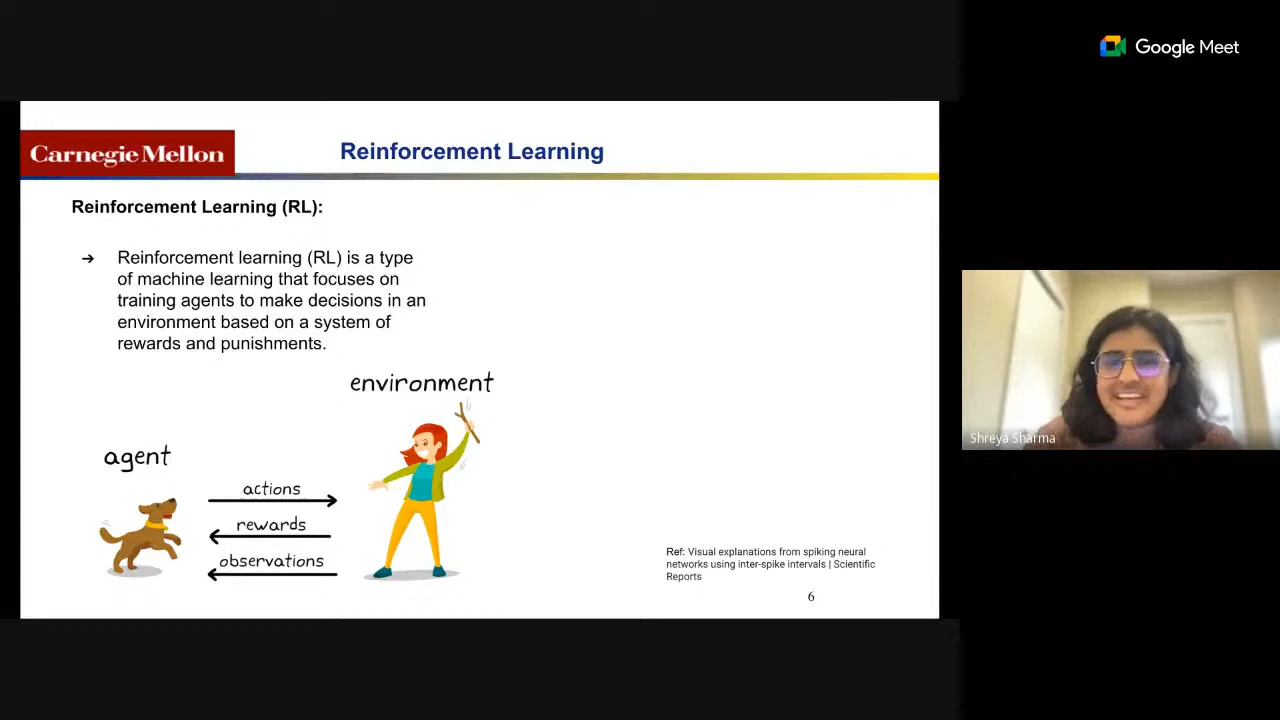 Google Meet
Carnegie Mellon
Reinforcement Learning
Reinforcement Learning (RL):
➔ Reinforcement learning (RL) is a type
of machine learning that focuses on
training agents to make decisions in an
environment based on a system of
rewards and punishments.
environment
agent
actions
rewards
observations
Ref: Visual explanations from spiking neural
networks using inter-spike intervals | Scientific
Reports
6
Shreya Sharma